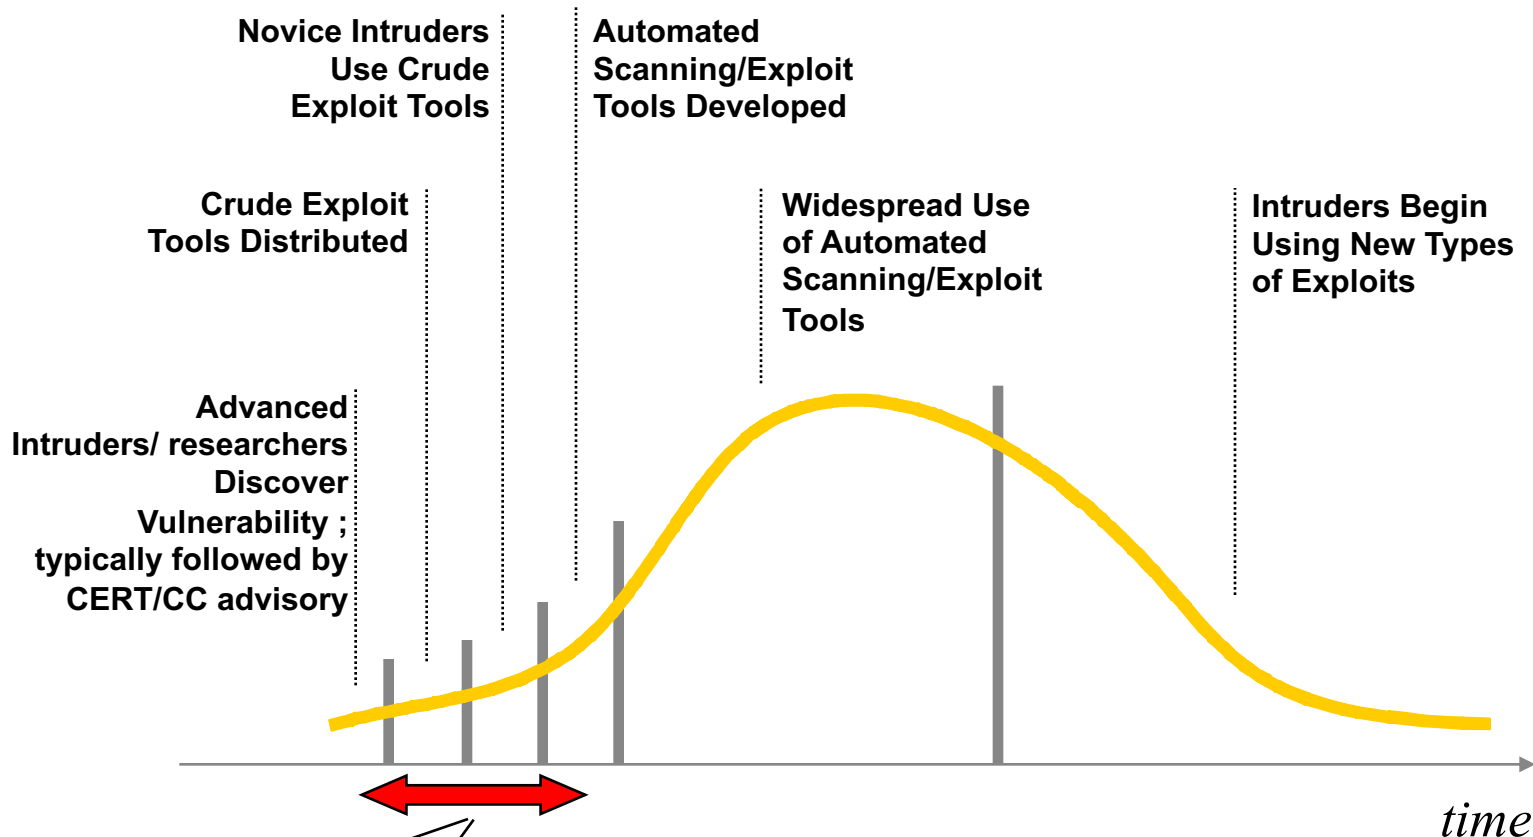 Novice Intruders
Use Crude
Exploit Tools
Automated
Scanning/Exploit
Tools Developed
Crude Exploit
Tools Distributed
Widespread Use
of Automated
Scanning/Exploit
Tools
Intruders Begin
Using New Types
of Exploits
Advanced
Intruders/ researchers
Discover
Vulnerability ;
typically followed by
CERT/CC advisory
time